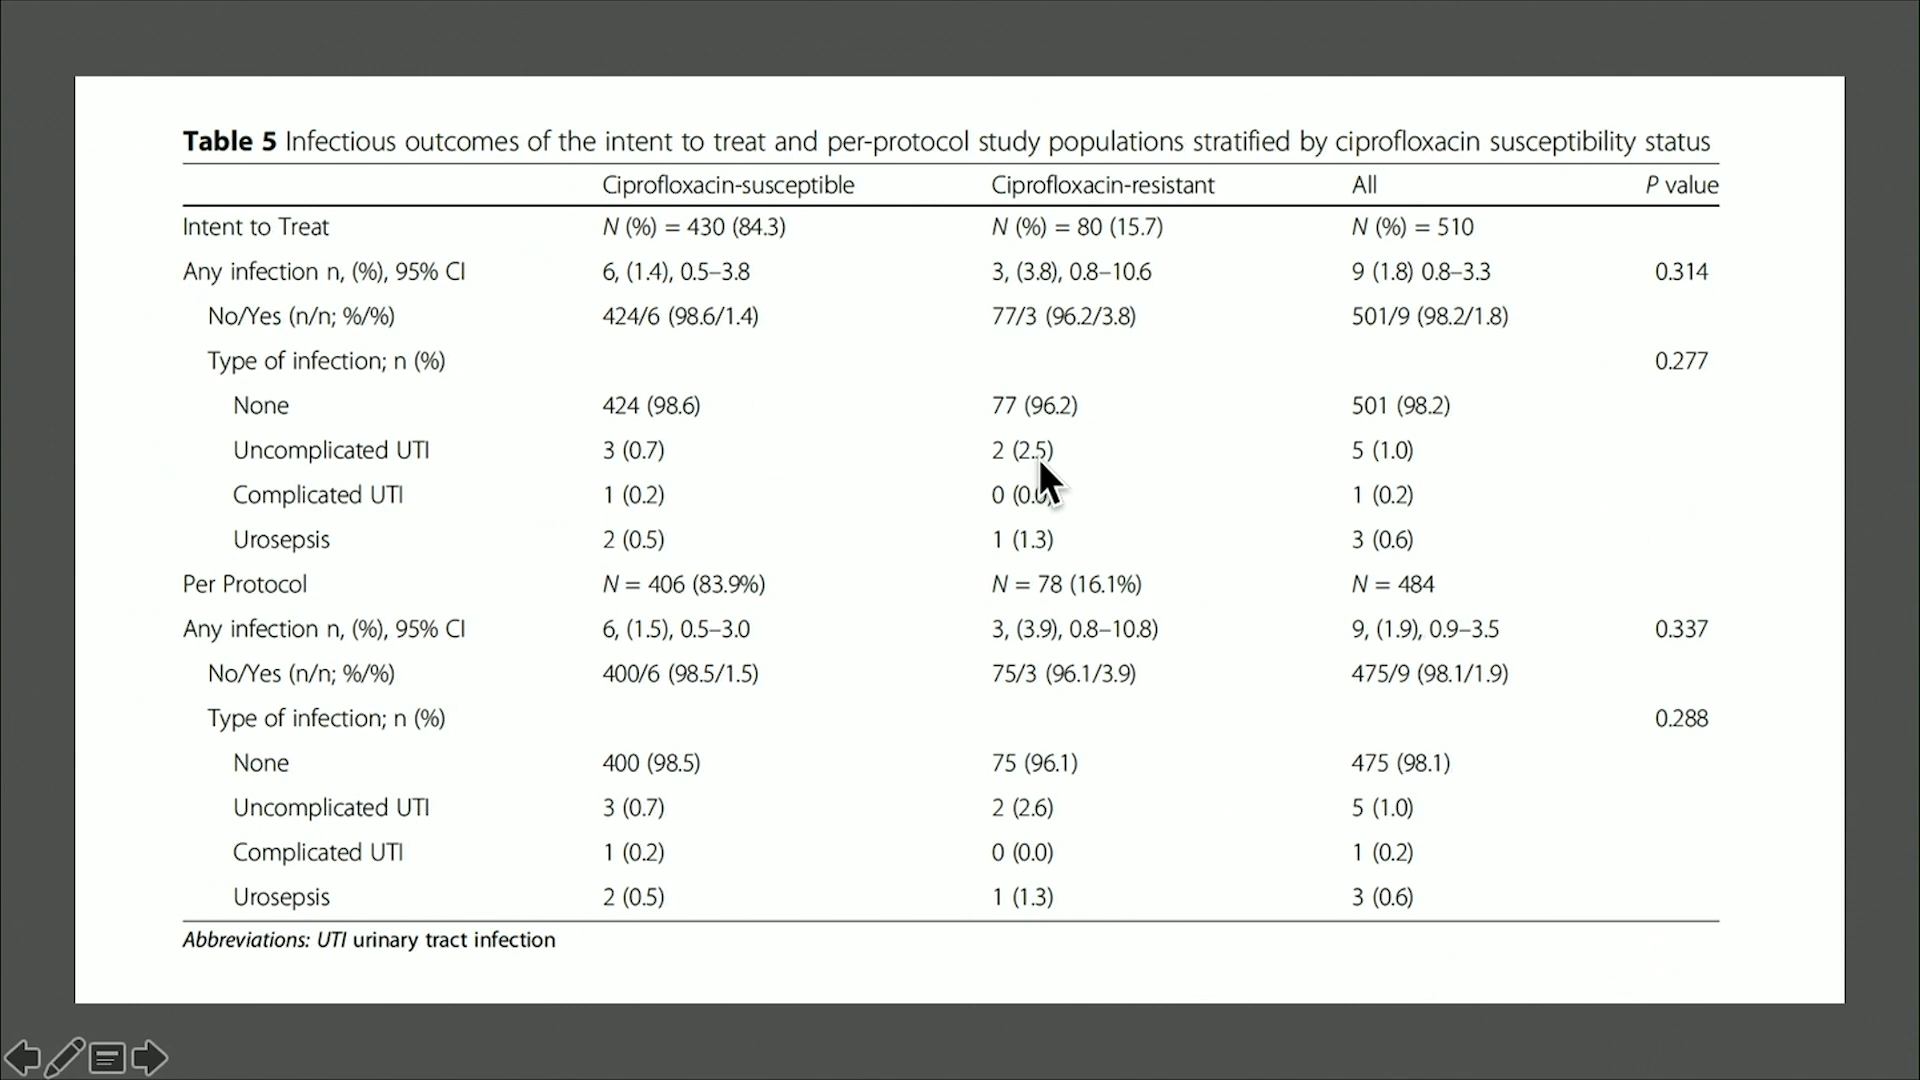 Table 5 Infectious outcomes of the intent to treat and per-protocol study populations stratified by ciprofloxacin susceptibility status
Ciprofloxacin-susceptible Ciprofloxacin-resistant All P value
Intent to Treat N (%) = 430 (84.3) N (%) = 80 (15.7) N (%) = 510
Any infection n, (%), 95% CI 6, (1.4), 0.5–3.8 3, (3.8), 0.8–10.6 9 (1.8) 0.8–3.3 0.314
No/Yes (n/n; %/%) 424/6 (98.6/1.4) 77/3 (96.2/3.8) 501/9 (98.2/1.8)
Type of infection; n (%) 0.277
None 424 (98.6) 77 (96.2) 501 (98.2)
Uncomplicated UTI 3 (0.7) 2 (2.5) 5 (1.0)
Complicated UTI 1 (0.2) 0 1 (0.2)
Urosepsis 2 (0.5) 1 (1.3) 3 (0.6)
Per Protocol N = 406 (83.9%) N = 78 (16.1%) N = 484
Any infection n, (%), 95% CI 6, (1.5), 0.5–3.0 3, (3.9), 0.8–10.8) 9, (1.9), 0.9–3.5 0.337
No/Yes (n/n; %/%) 400/6 (98.5/1.5) 75/3 (96.1/3.9) 475/9 (98.1/1.9)
Type of infection; n (%) 0.288
None 400 (98.5) 75 (96.1) 475 (98.1)
Uncomplicated UTI 3 (0.7) 2 (2.6) 5 (1.0)
Complicated UTI 1 (0.2) 0 (0.0) 1 (0.2)
Urosepsis 2 (0.5) 1 (1.3) 3 (0.6)
Abbreviations: UTI urinary tract infection